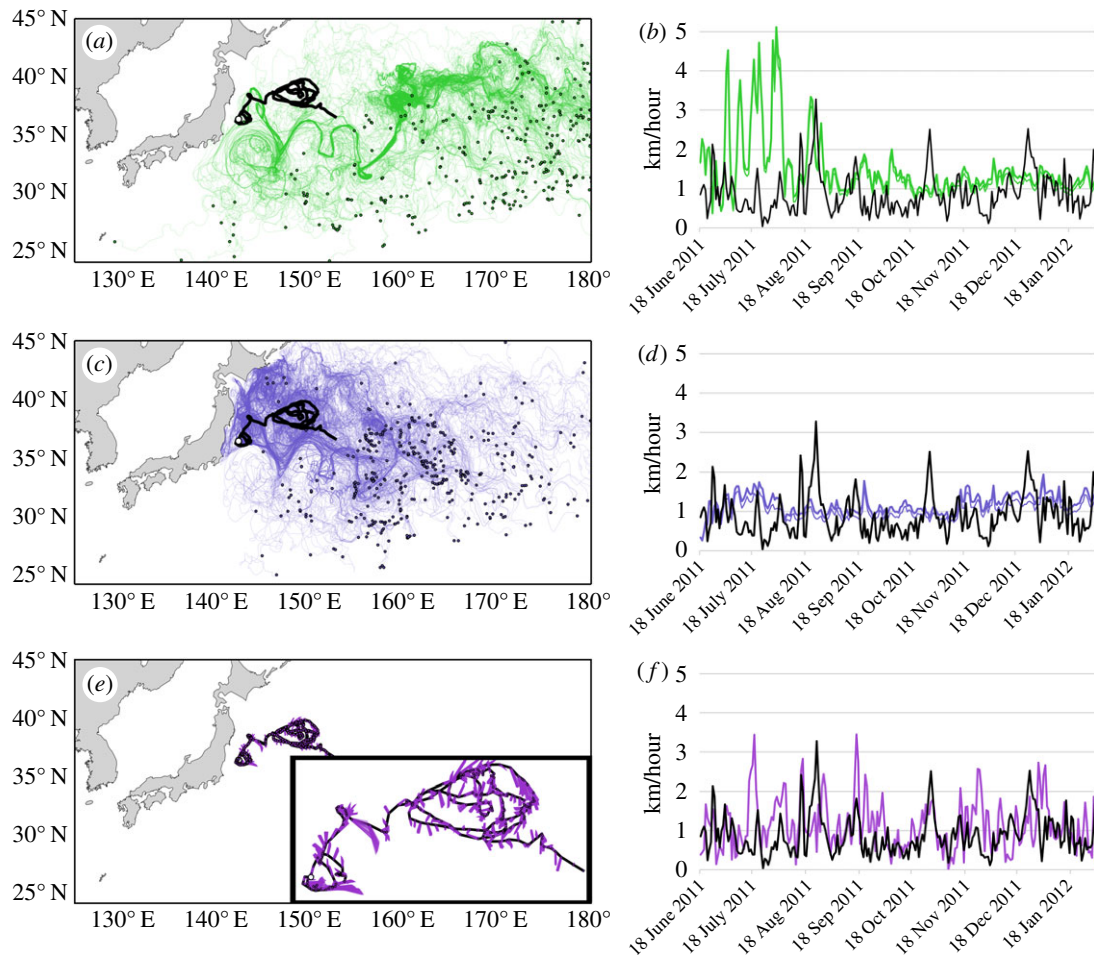 45° N
40° N
35° N
30° N
25° N
(a)
130° E 140° E 150° E 160° E 170° E 180°
(b)
km/hour
5
4
3
2
1
0
18 June 2011
18 July 2011
18 Aug 2011
18 Sep 2011
18 Oct 2011
18 Nov 2011
18 Dec 2011
18 Jan 2012
45° N
40° N
35° N
30° N
25° N
(c)
130° E 140° E 150° E 160° E 170° E 180°
(d)
km/hour
5
4
3
2
1
0
18 June 2011
18 July 2011
18 Aug 2011
18 Sep 2011
18 Oct 2011
18 Nov 2011
18 Dec 2011
18 Jan 2012
45° N
40° N
35° N
30° N
25° N
(e)
130° E 140° E 150° E 160° E 170° E 180°
(f)
km/hour
5
4
3
2
1
0
18 June 2011
18 July 2011
18 Aug 2011
18 Sep 2011
18 Oct 2011
18 Nov 2011
18 Dec 2011
18 Jan 2012